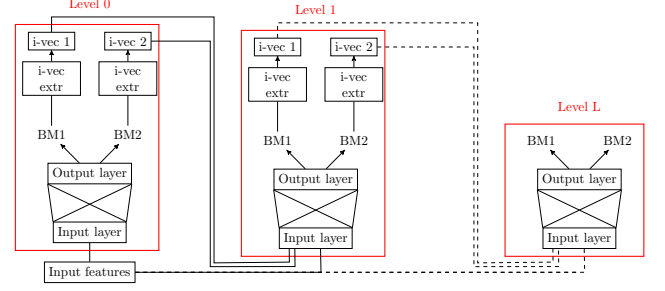 Level 0
i-vec 1
i-vec 2
i-vec
extr
i-vec
extr
BM1
BM2
Output layer
Input layer
Input features
Level 1
i-vec 1
i-vec 2
i-vec
extr
i-vec
extr
BM1
BM2
Output layer
Input layer
Level L
BM1
BM2
Output layer
Input layer